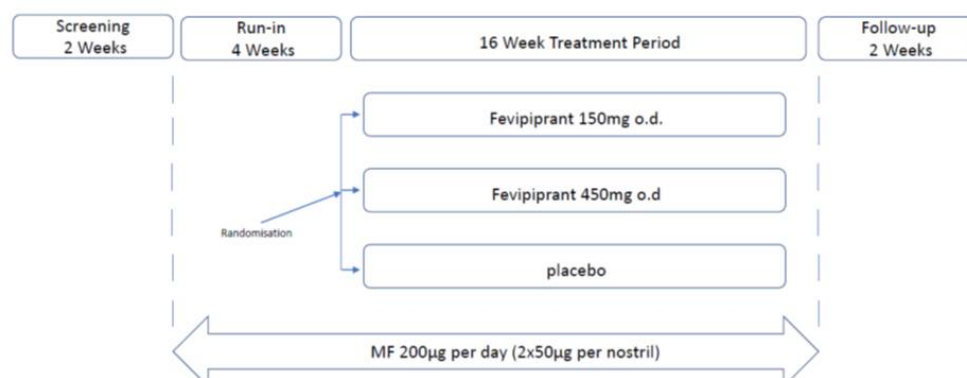 Screening
2 Weeks
Run-in
4 Weeks
16 Week Treatment Period
Follow-up
2 Weeks
Fevipiprant 150mg o.d.
Fevipiprant 450mg o.d
Randomisation
placebo
MF 200µg per day (2x50µg per nostril)